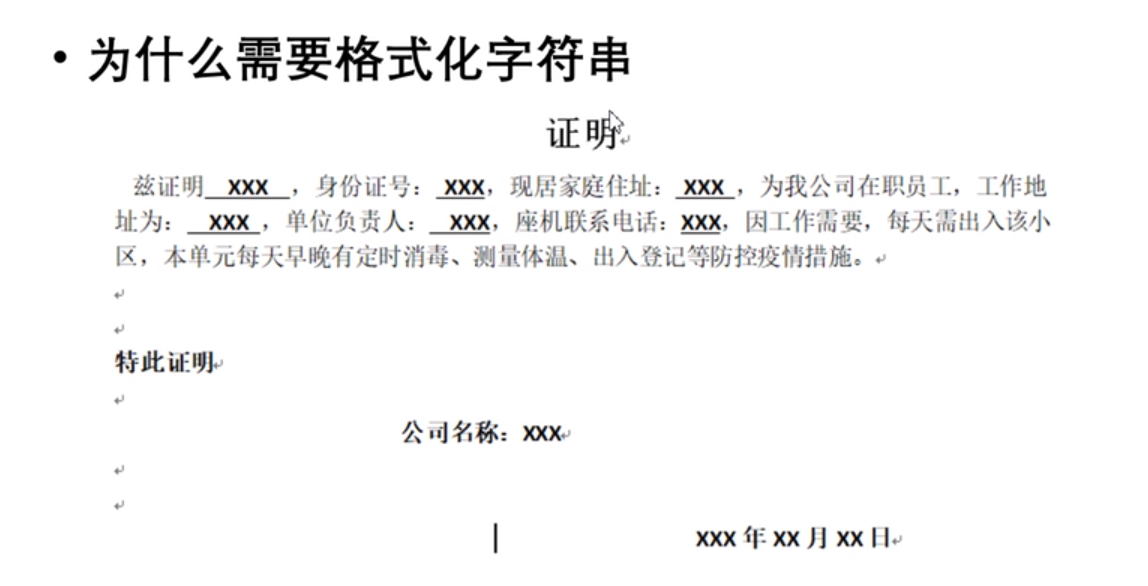 • 为什么需要格式化字符串
证明
兹证明 XXX ，身份证号： XXX，现居家庭住址： XXX ，为我公司在职员工，工作地
址为： XXX ，单位负责人： XXX，座机联系电话：XXX，因工作需要，每天需出入该小
区，本单元每天早晚有定时消毒、测量体温、出入登记等防控疫情措施。
特此证明
公司名称：XXX
XXX 年 XX 月 XX 日